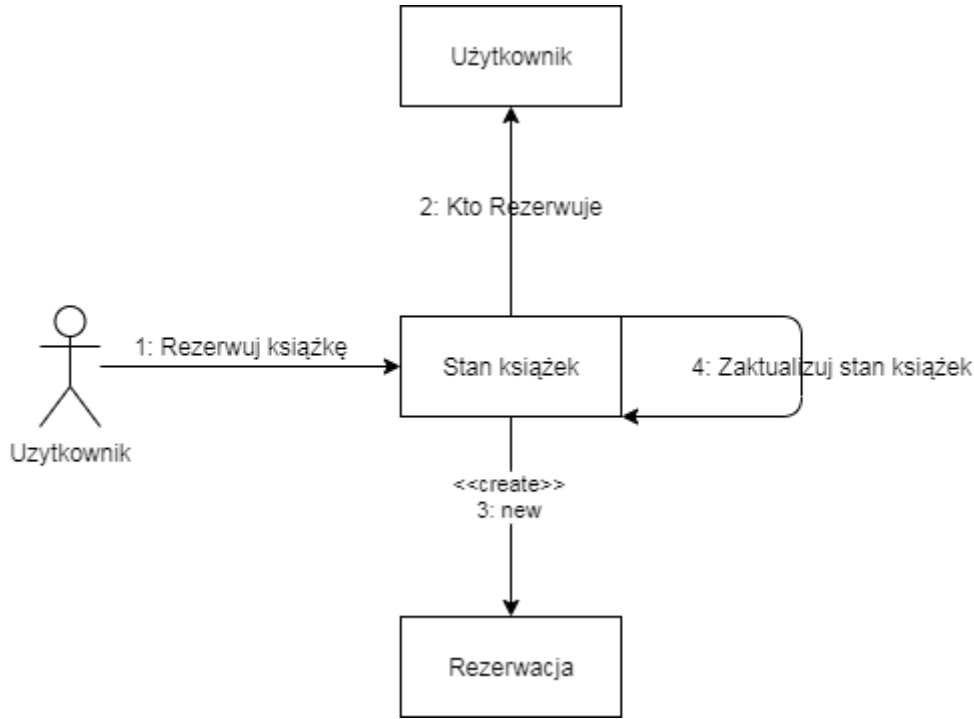 Użytkownik
2: Kto Rezerwuje
1: Rezerwuj książkę
Stan książek
4: Zaktualizuj stan książek
Uzytkownik
<<create>>
3: new
Rezerwacja